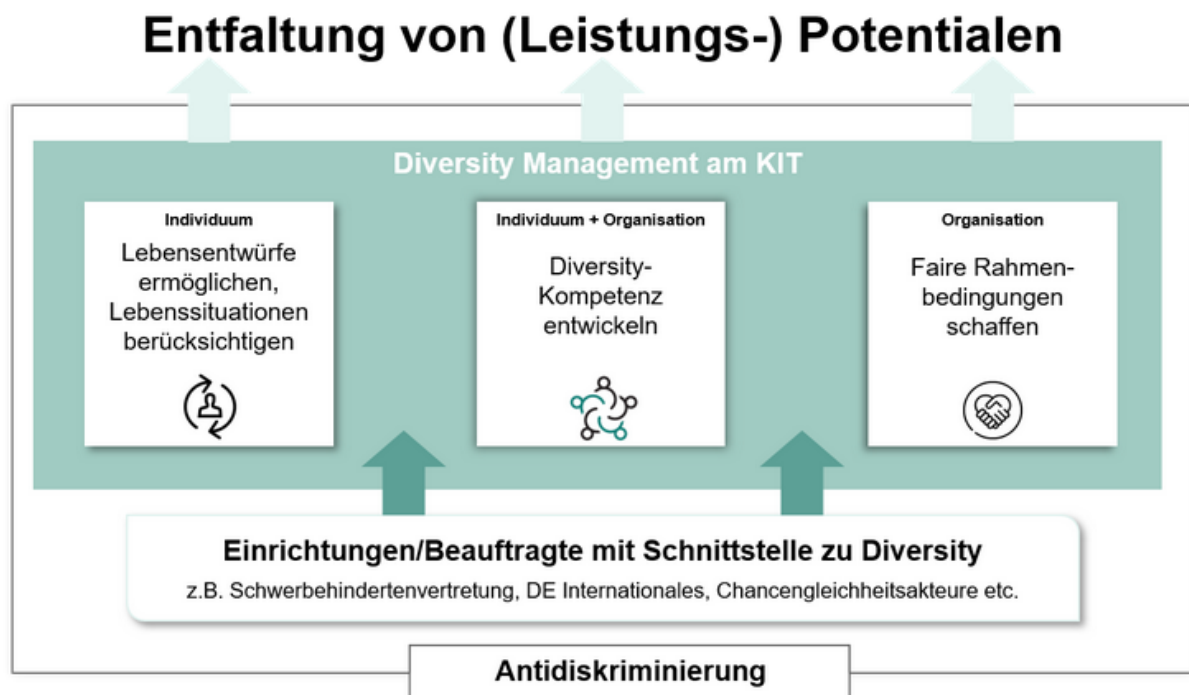 Entfaltung von (Leistungs-) Potentialen
Diversity Management am KIT
Individuum
Lebensentwürfe
ermöglichen,
Lebenssituationen
berücksichtigen
Individuum + Organisation
Diversity-
Kompetenz
entwickeln
Organisation
Faire Rahmen-
bedingungen
schaffen
Einrichtungen/Beauftragte mit Schnittstelle zu Diversity
z.B. Schwerbehindertenvertretung, DE Internationales, Chancengleichheitsakteure etc.
Antidiskriminierung